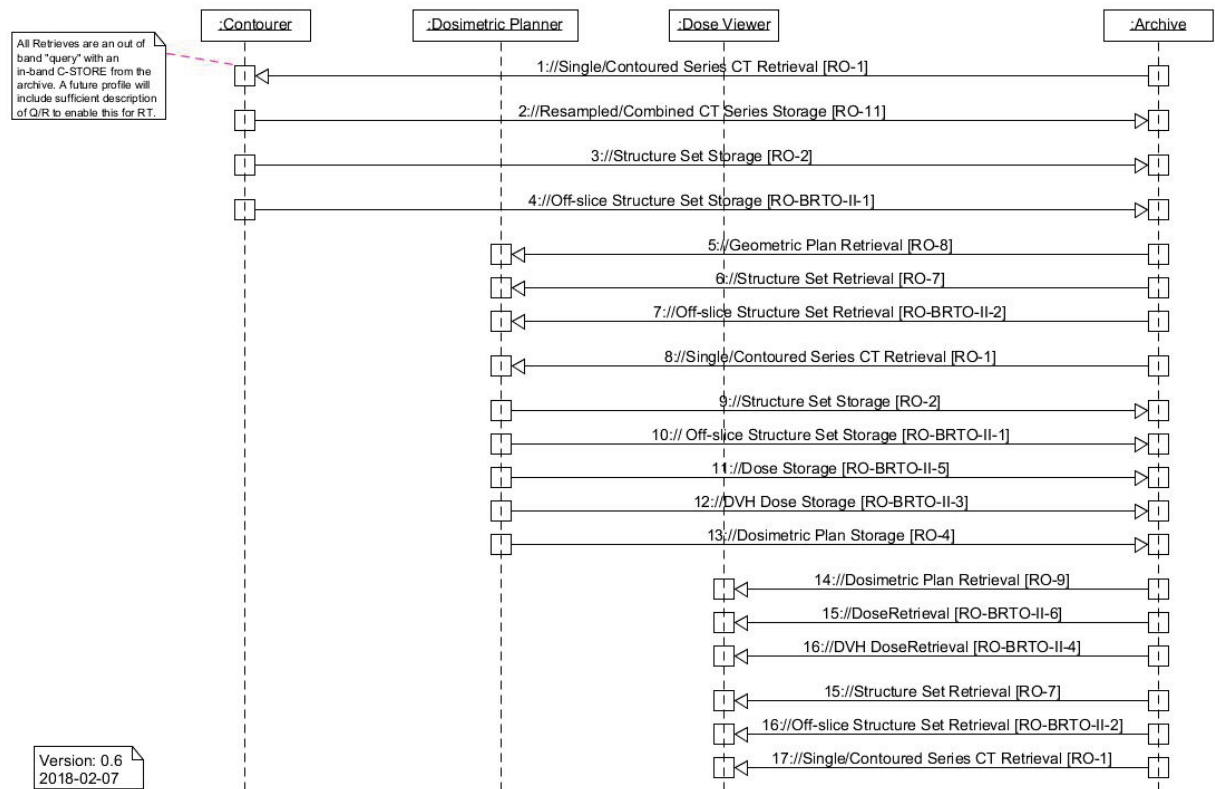 :Contourer
:Dosimetric Planner
:Dose Viewer
:Archive
All Retrieves are an out of
band "query" with an
in-band C-STORE from the
archive. A future profile will
include sufficient description
of Q/R to enable this for RT.
1://Single/Contoured Series CT Retrieval [RO-1]
2://Resampled/Combined CT Series Storage [RO-11]
3://Structure Set Storage [RO-2]
4://Off-slice Structure Set Storage [RO-BRTO-II-1]
5://Geometric Plan Retrieval [RO-8]
6://Structure Set Retrieval [RO-7]
7://Off-slice Structure Set Retrieval [RO-BRTO-II-2]
8://Single/Contoured Series CT Retrieval [RO-1]
9://Structure Set Storage [RO-2]
10:// Off-slice Structure Set Storage [RO-BRTO-II-1]
11://Dose Storage [RO-BRTO-II-5]
12://DVH Dose Storage [RO-BRTO-II-3]
13://Dosimetric Plan Storage [RO-4]
14://Dosimetric Plan Retrieval [RO-9]
15://DoseRetrieval [RO-BRTO-II-6]
16://DVH DoseRetrieval [RO-BRTO-II-4]
15://Structure Set Retrieval [RO-7]
16://Off-slice Structure Set Retrieval [RO-BRTO-II-2]
17://Single/Contoured Series CT Retrieval [RO-1]
Version: 0.6
2018-02-07